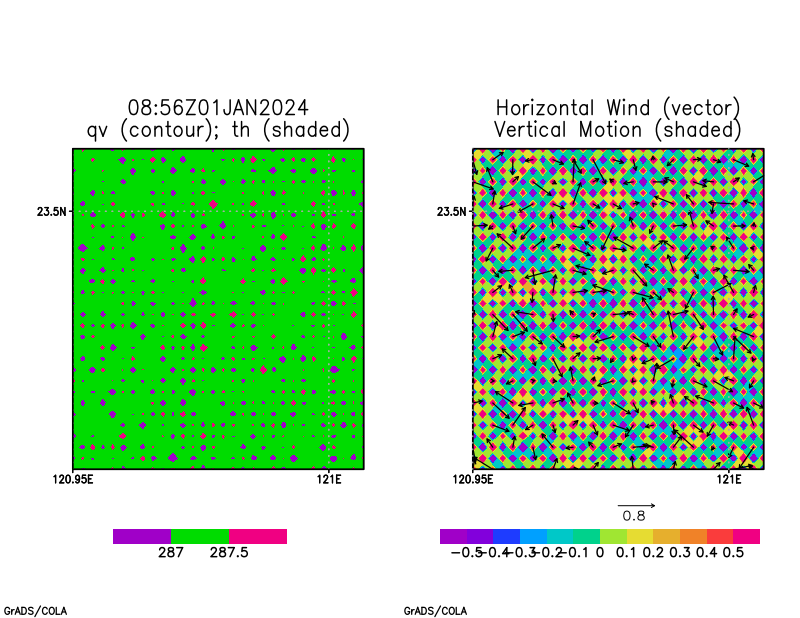 08:56Z01JAN2024
qv (contour); th (shaded)
23.5N
120.95E
121E
287
287.5
Horizontal Wind (vector)
Vertical Motion (shaded)
23.5N
120.95E
121E
0.8
-0.5 -0.4 -0.3 -0.2 -0.1 0 0.1 0.2 0.3 0.4 0.5
GrADS/COLA
GrADS/COLA